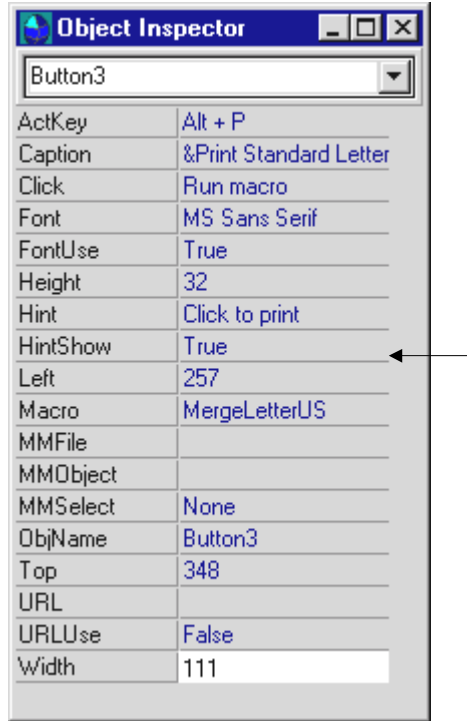 Object Inspector
Button3
ActKey Alt + P
Caption &Print Standard Letter
Click Run macro
Font MS Sans Serif
FontUse True
Height 32
Hint Click to print
HintShow True
Left 257
Macro MergeLetterUS
MMFile
MMObject
MMSelect None
ObjName Button3
Top 348
URL
URLUse False
Width 111